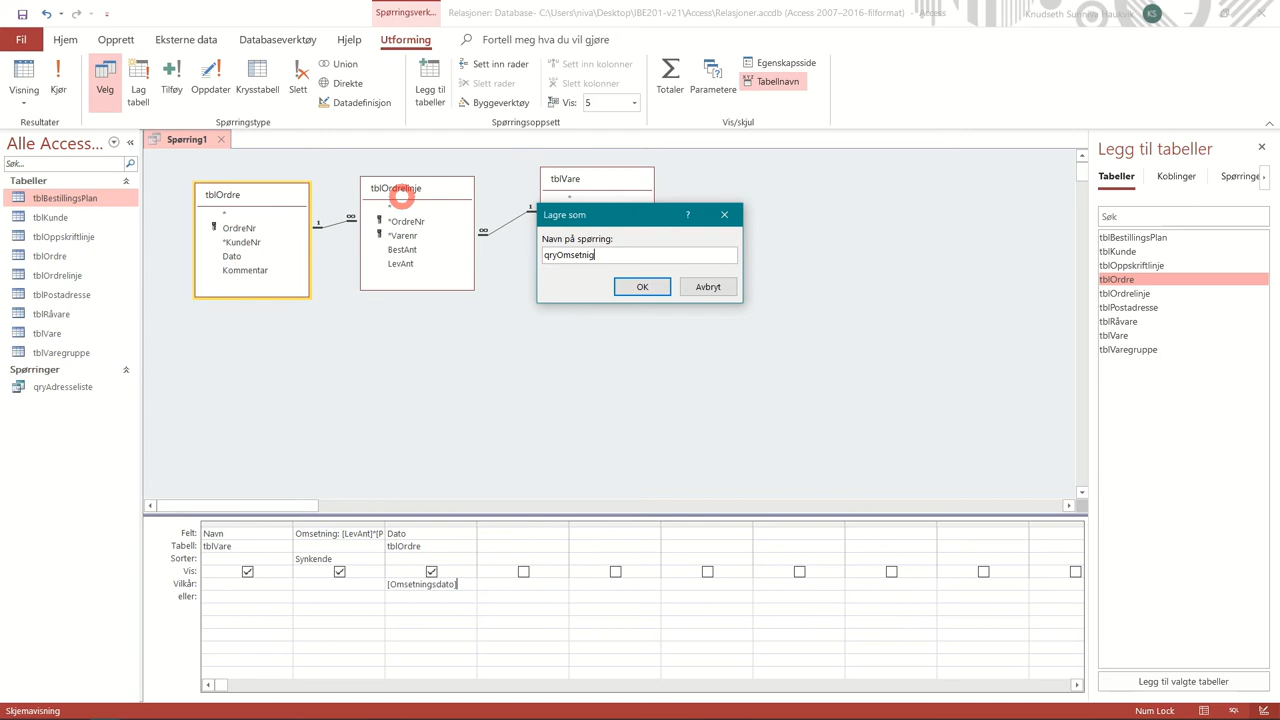 Spørringsverk...
Relasjoner: Database- C:\Users\niva\Desktop\IBE201-v21\Access\Relasjoner.accdb (Access 2007–2016-filformat) - Access
Knudseth Sunniva Haukvik
KS
Fil
Hjem
Opprett
Eksterne data
Databaseverktøy
Hjelp
Utforming
Fortell meg hva du vil gjøre
Visning
Kjør
Velg
Lag tabell
Tilføy
Oppdater
Krysstabell
Slett
Union
Direkte
Datadefinisjon
Legg til tabeller
Sett inn rader
Slett rader
Byggeverktøy
Sett inn kolonner
Slett kolonner
Vis: 5
Totaler
Parametere
Egenskapsside
Tabellnavn
Resultater
Spørringstype
Spørringsoppsett
Vis/skjul
Alle Access...
Søk...
Tabeller
tblBestillingsPlan
tblKunde
tblOppskriftlinje
tblOrdre
tblOrdrelinje
tblPostadresse
tblRåvare
tblVare
tblVaregruppe
Spørringer
qryAdresseliste
Spørring1
tblOrdre
*
OrdreNr
*KundeNr
Dato
Kommentar
1
∞
tblOrdrelinje
*
*OrdreNr
*Varenr
BestAnt
LevAnt
∞
1
tblVare
*
Lagre som
?
Navn på spørring:
qryOmsetnig
OK
Avbryt
Felt: Navn Omsetning: [LevAnt]*[P Dato
Tabell: tblVare tblOrdre
Sorter: Synkende
Vis:
Vilkår: [Omsetningsdato]
eller:
Legg til tabeller
Tabeller
Koblinger
Spørringe
Søk
tblBestillingsPlan
tblKunde
tblOppskriftlinje
tblOrdre
tblOrdrelinje
tblPostadresse
tblRåvare
tblVare
tblVaregruppe
Legg til valgte tabeller
Skjemavisning
Num Lock
SQL